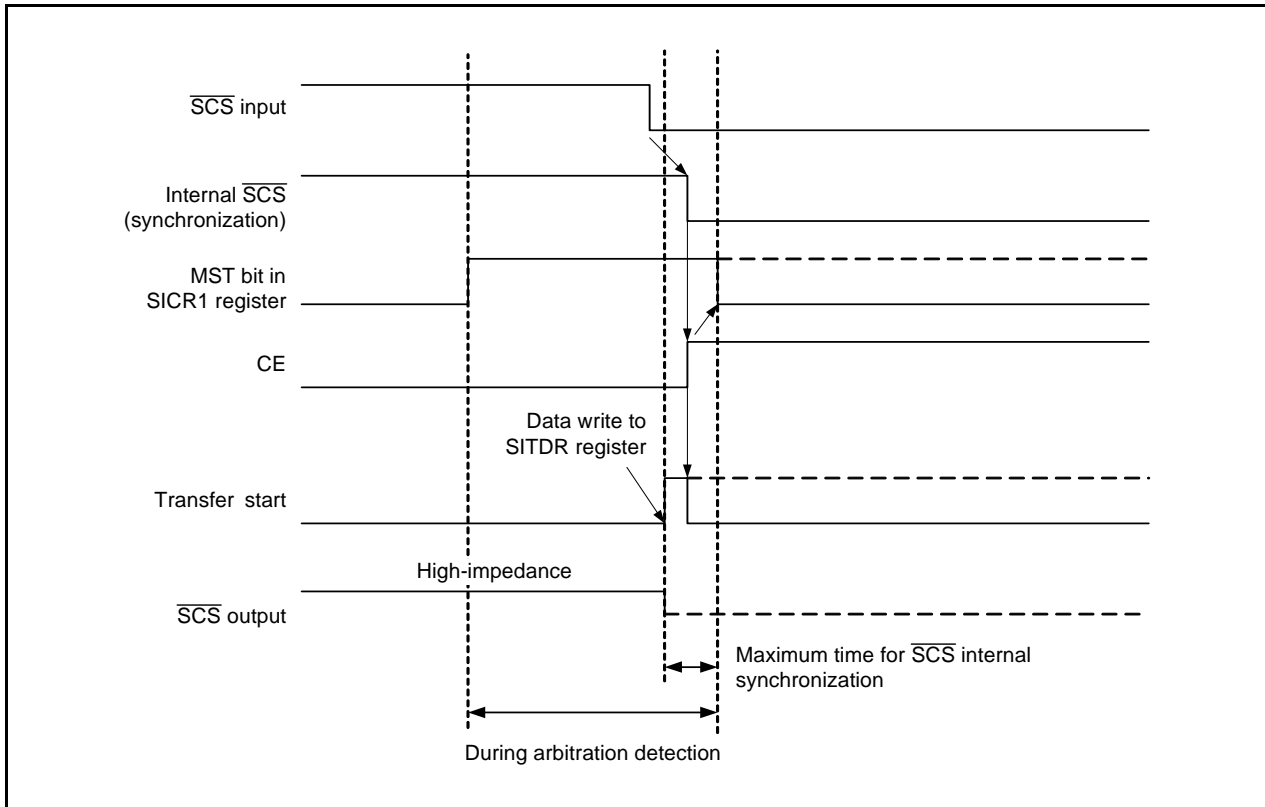 SCS input
Internal SCS
(synchronization)
MST bit in
SICR1 register
CE
Data write to
SITDR register
Transfer start
High-impedance
SCS output
Maximum time for SCS internal
synchronization
During arbitration detection